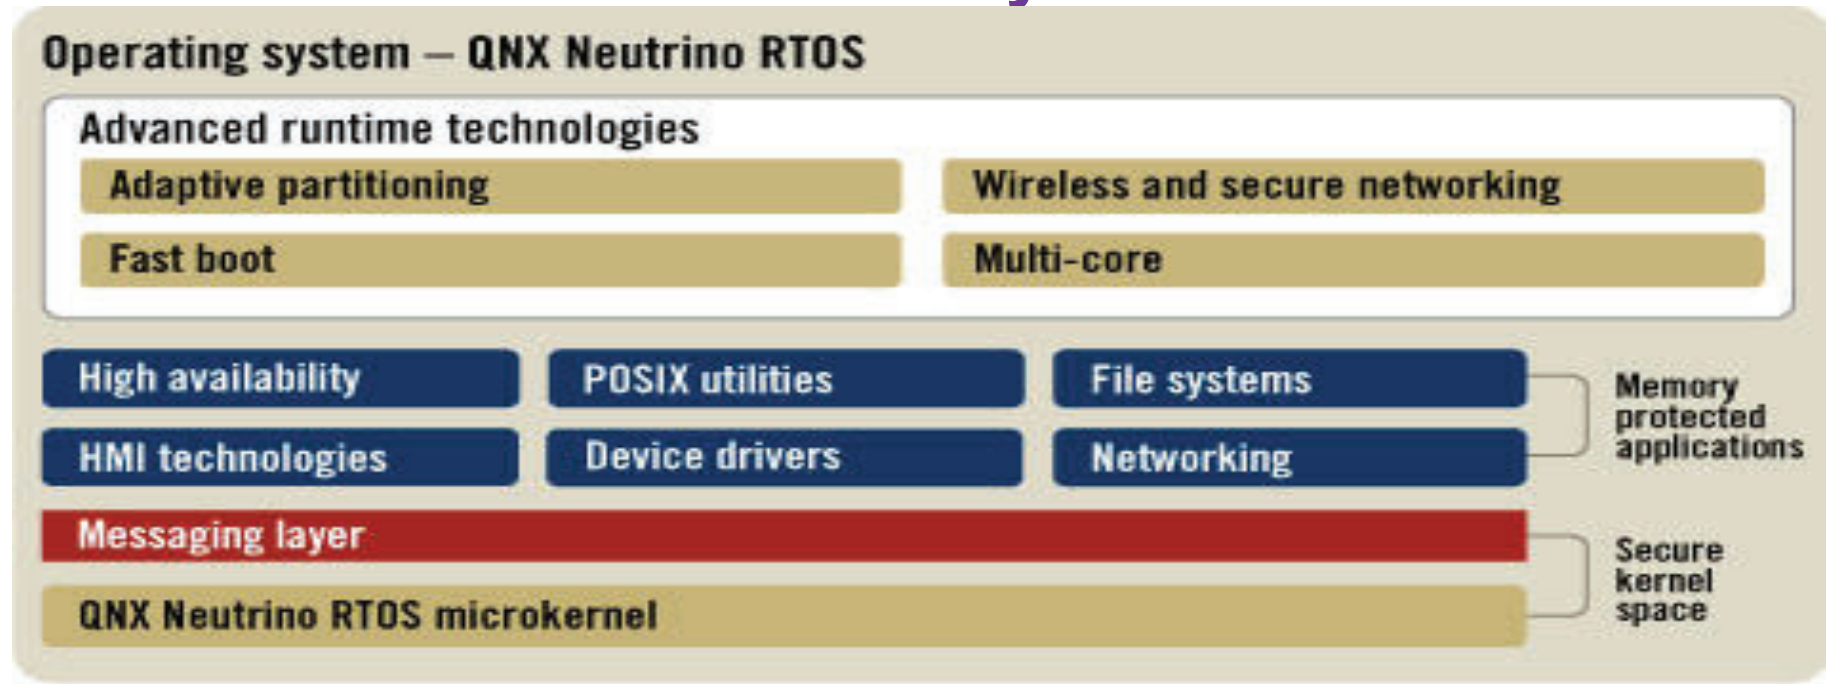 Operating system – QNX Neutrino RTOS
Advanced runtime technologies
Adaptive partitioning
Wireless and secure networking
Fast boot
Multi-core
High availability
POSIX utilities
File systems
HMI technologies
Device drivers
Networking
Memory
protected
applications
Messaging layer
QNX Neutrino RTOS microkernel
Secure
kernel
space